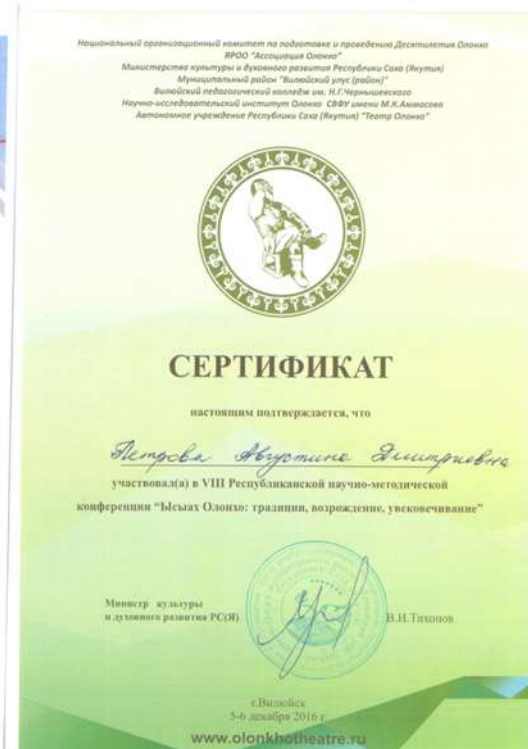 Национальный организационный комитет по подготовке и проведению Десятилетия Олонхо
ЯРОО "Ассоциация Олонхо"
Министерство культуры и духовного развития Республики Саха (Якутия)
Муниципальный район "Вилюйский улус (район)"
Вилюйский педагогический колледж им. Н.Г.Чернышевского
Научно-исследовательский институт Олонхо СВФУ имени М.К.Аммосова
Автономное учреждение Республики Саха (Якутия) "Театр Олонхо"
СЕРТИФИКАТ
настоящим подтверждается, что
Петрова Августина Дмитриевна
участвовал(а) в VIII Республиканской научно-методической
конференции "Ысыах Олонхо: традиции, возрождение, увековечивание"
Министр культуры
и духовного развития РС(Я)
В.И.Тихонов
г.Вилюйск
5-6 декабря 2016 г
www.olonkhotheatre.ru